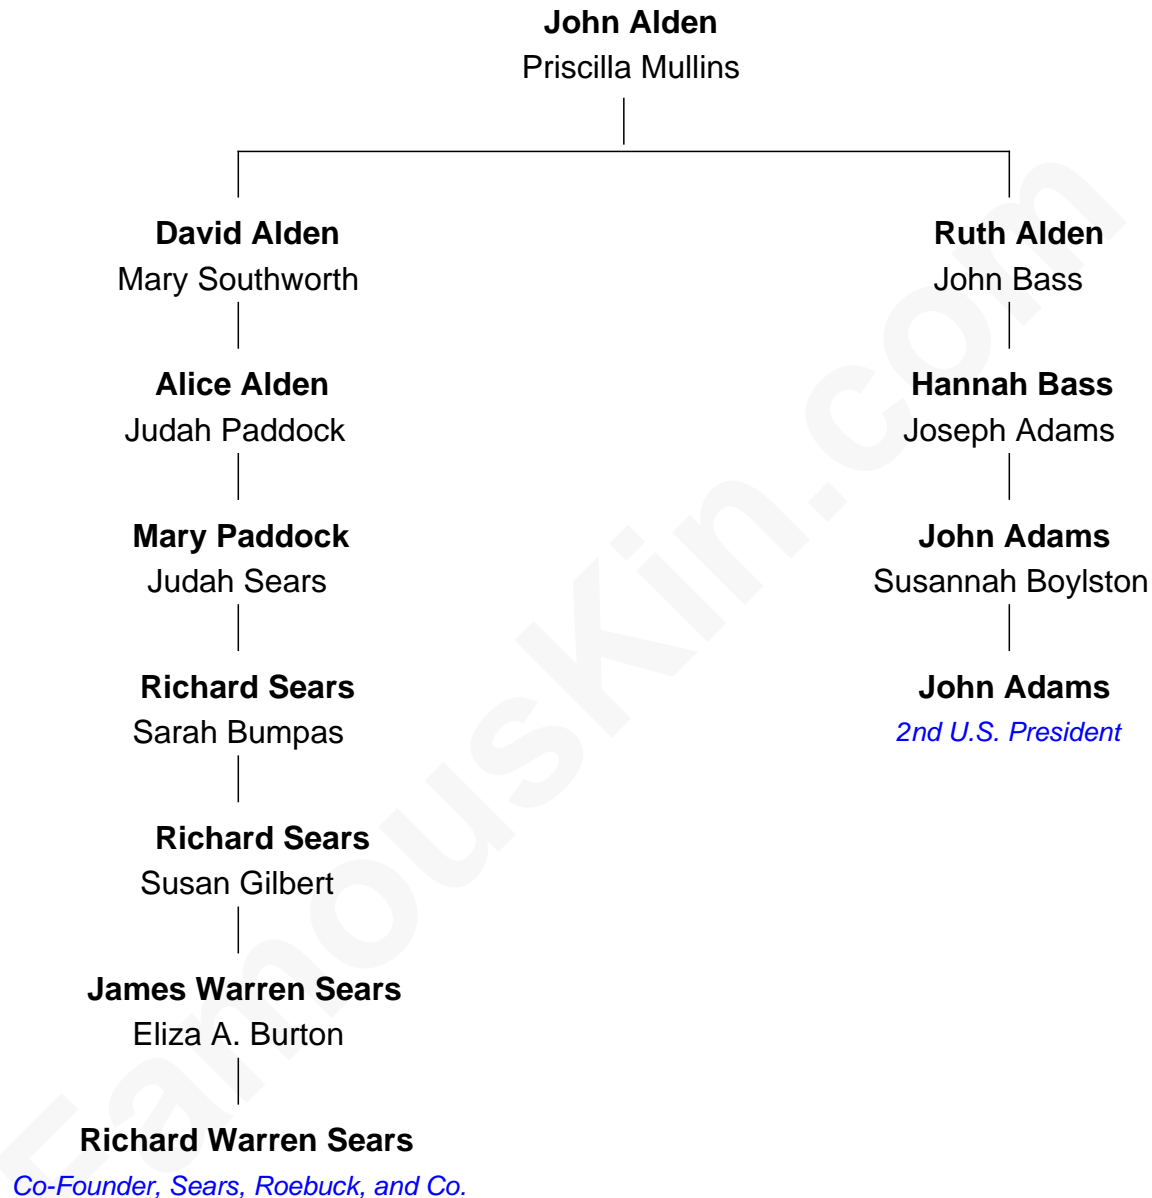 John Alden
Priscilla Mullins
David Alden
Mary Southworth
Alice Alden
Judah Paddock
Mary Paddock
Judah Sears
Richard Sears
Sarah Bumpas
Richard Sears
Susan Gilbert
James Warren Sears
Eliza A. Burton
Richard Warren Sears
Co-Founder, Sears, Roebuck, and Co.
Ruth Alden
John Bass
Hannah Bass
Joseph Adams
John Adams
Susannah Boylston
John Adams
2nd U.S. President
FamousKin.com